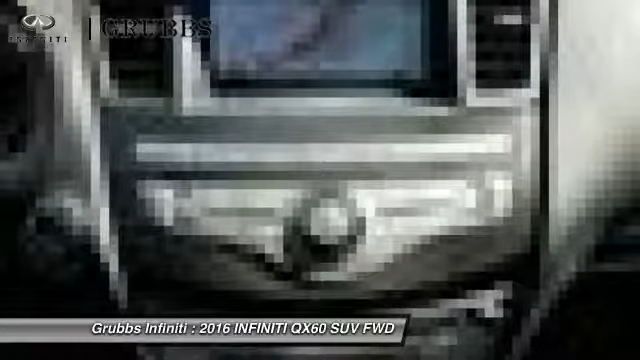 INFINITI | GRUBBS
Grubbs Infiniti : 2016 INFINITI QX60 SUV FWD